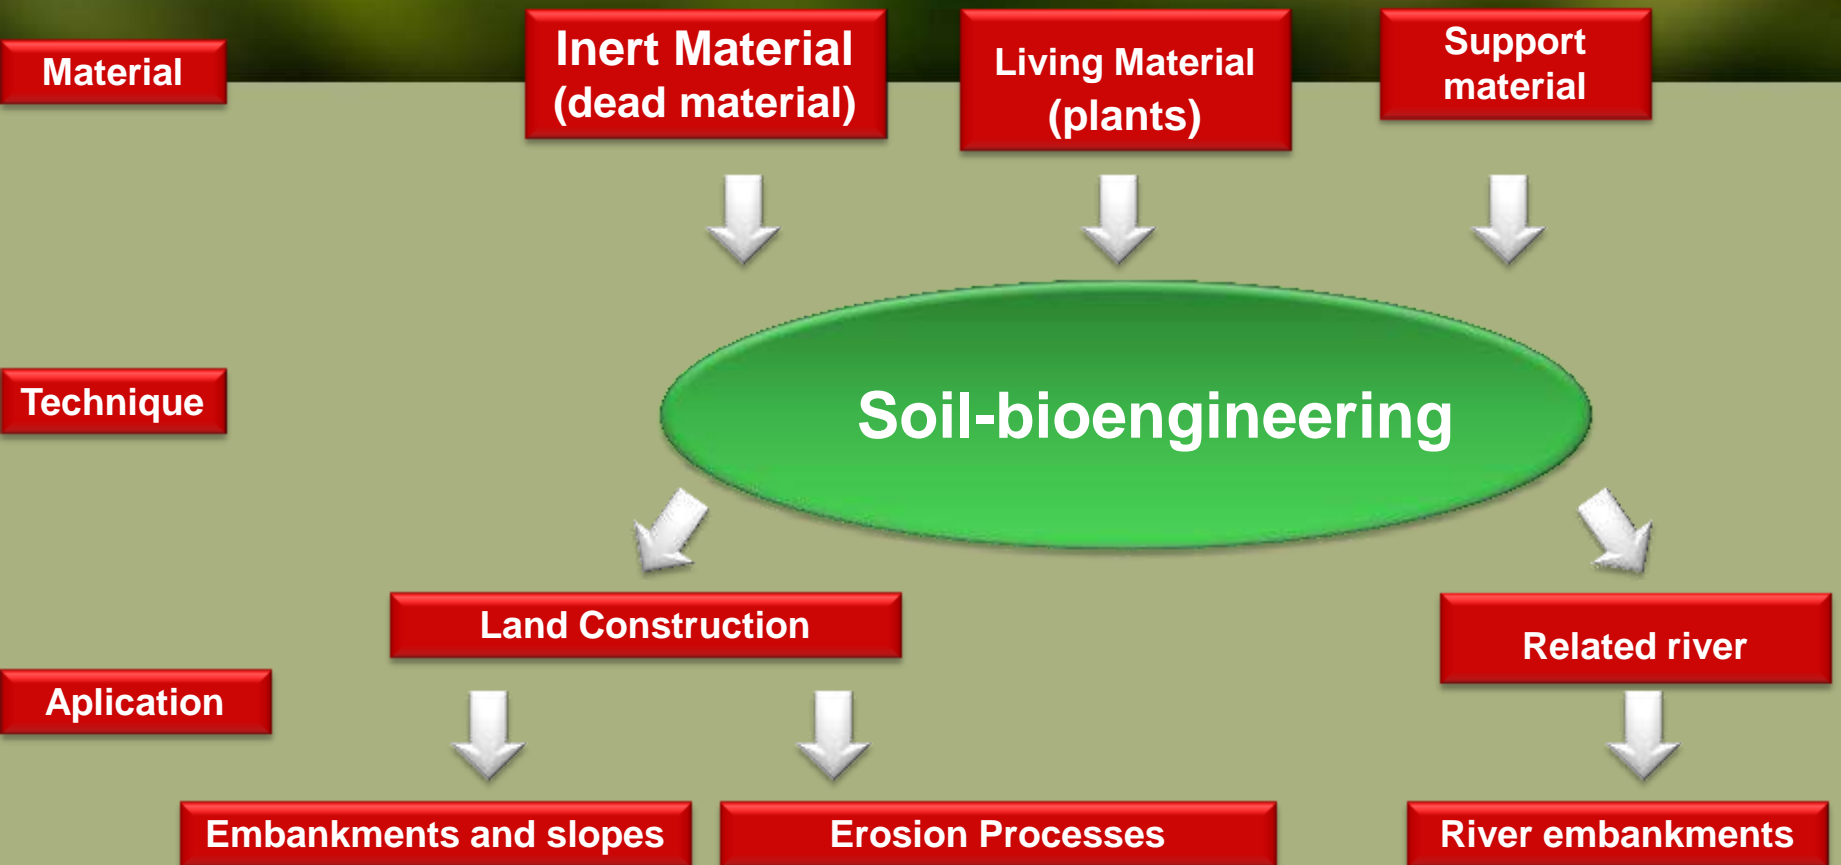 Material
Inert Material
(dead material)
Living Material
(plants)
Support
material
Technique
Soil-bioengineering
Land Construction
Related river
Aplication
Embankments and slopes
Erosion Processes
River embankments